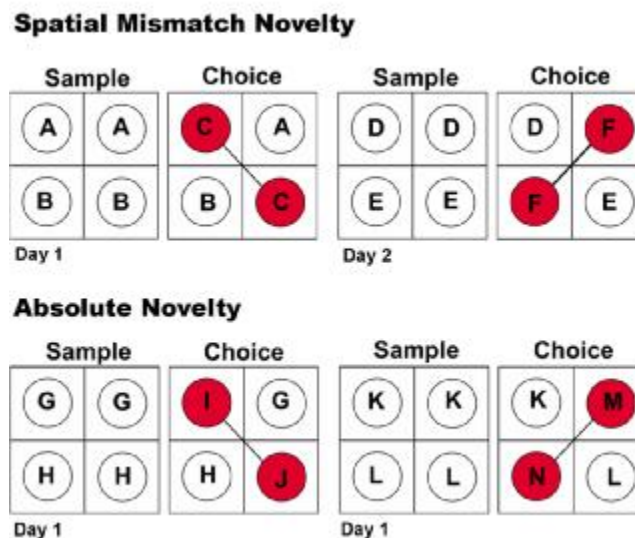 Spatial Mismatch Novelty
Sample Choice Sample Choice
A A C A D D D F
B B B C E E F E
Day 1 Day 2
Absolute Novelty
Sample Choice Sample Choice
G G I G K K K M
H H H J L L N L
Day 1 Day 1